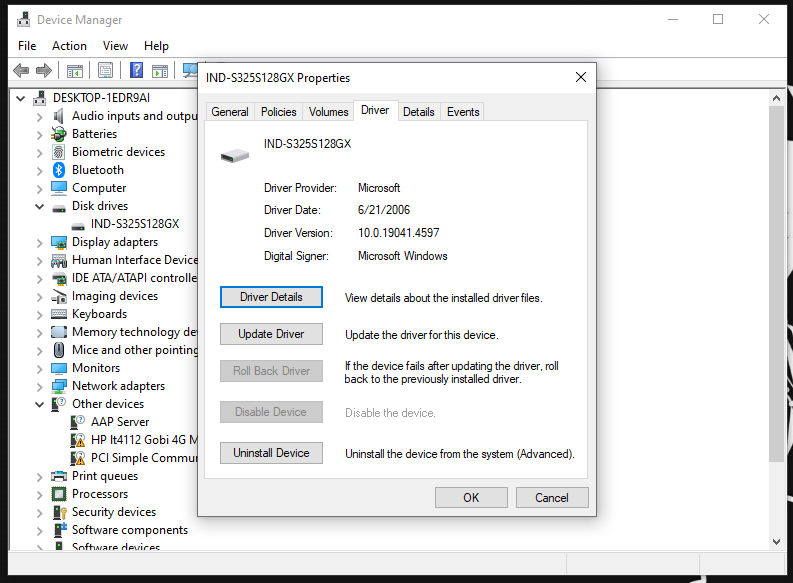 Device Manager
File Action View Help
DESKTOP-1EDR9AI
Audio inputs and outpu
Batteries
Biometric devices
Bluetooth
Computer
Disk drives
IND-S325S128GX
Display adapters
Human Interface Device
IDE ATA/ATAPI controlle
Imaging devices
Keyboards
Memory technology de
Mice and other pointing
Monitors
Network adapters
Other devices
AAP Server
HP lt4112 Gobi 4G M
PCI Simple Commu
Print queues
Processors
Security devices
Software components
Software devices
IND-S325S128GX Properties
General Policies Volumes Driver Details Events
IND-S325S128GX
Driver Provider: Microsoft
Driver Date: 6/21/2006
Driver Version: 10.0.19041.4597
Digital Signer: Microsoft Windows
Driver Details View details about the installed driver files.
Update Driver Update the driver for this device.
Roll Back Driver If the device fails after updating the driver, roll
back to the previously installed driver.
Disable Device Disable the device.
Uninstall Device Uninstall the device from the system (Advanced).
OK Cancel